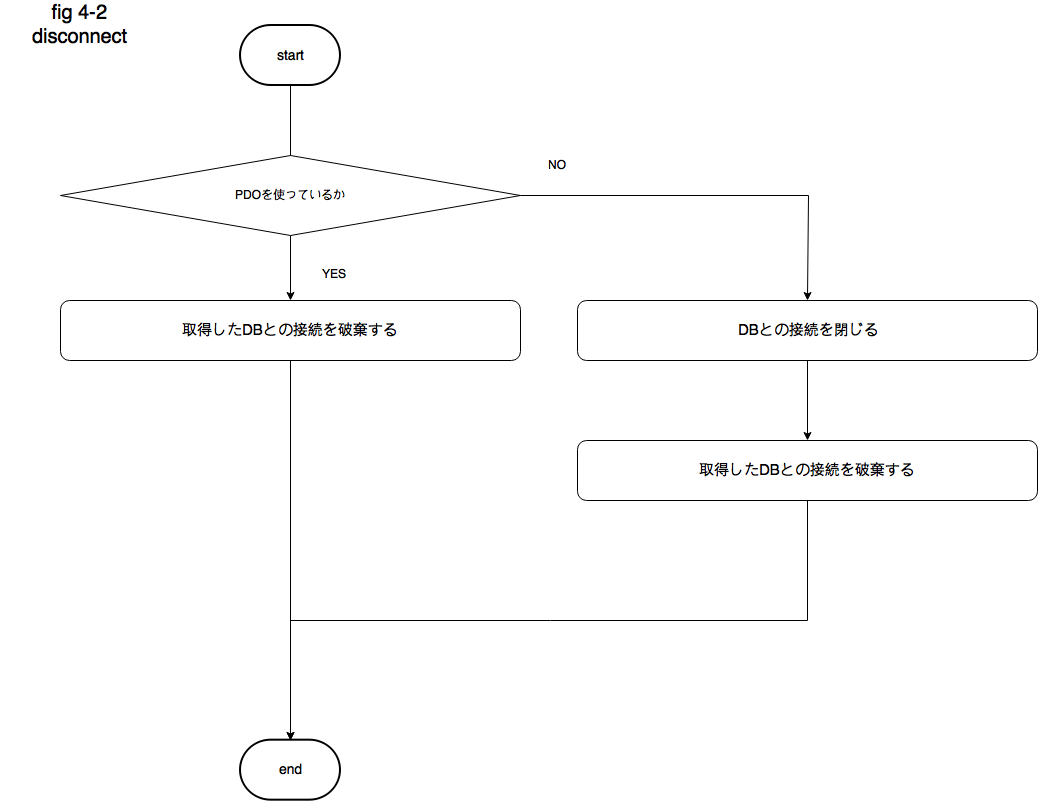 fig 4-2
disconnect
start
NO
PDOを使っているか
YES
取得したDBとの接続を破棄する
DBとの接続を閉じる
取得したDBとの接続を破棄する
end